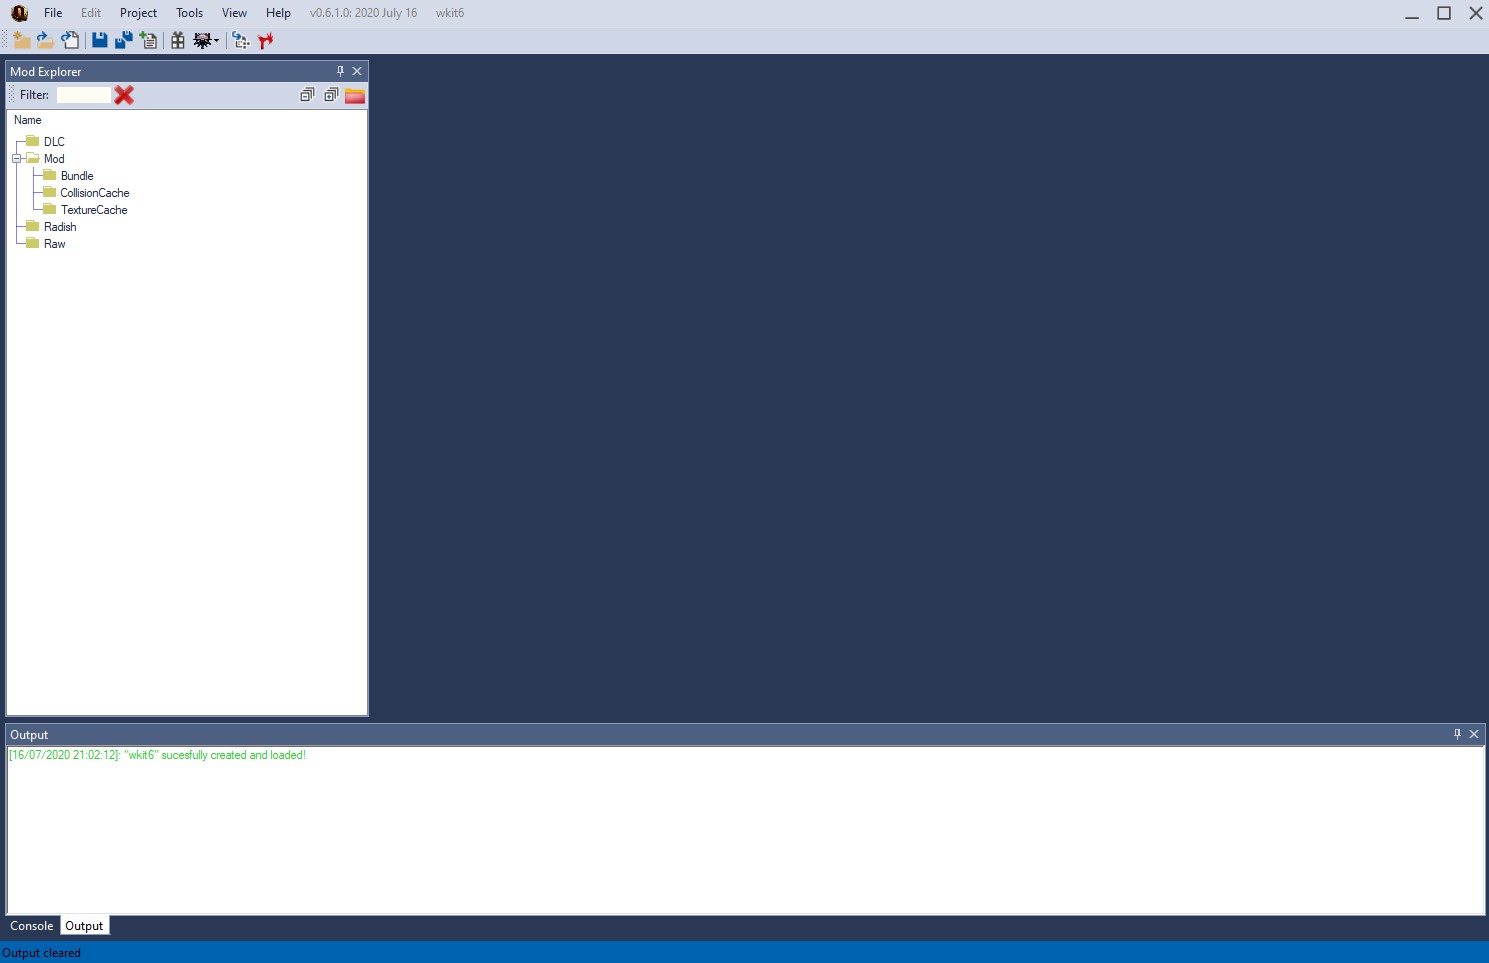 File Edit Project Tools View Help v0.6.1.0: 2020 July 16 wkit6
Mod Explorer
Filter:
Name
DLC
Mod
Bundle
CollisionCache
TextureCache
Radish
Raw
Output
[16/07/2020 21:02:12]: "wkit6" sucesfully created and loaded!
Console Output
Output cleared